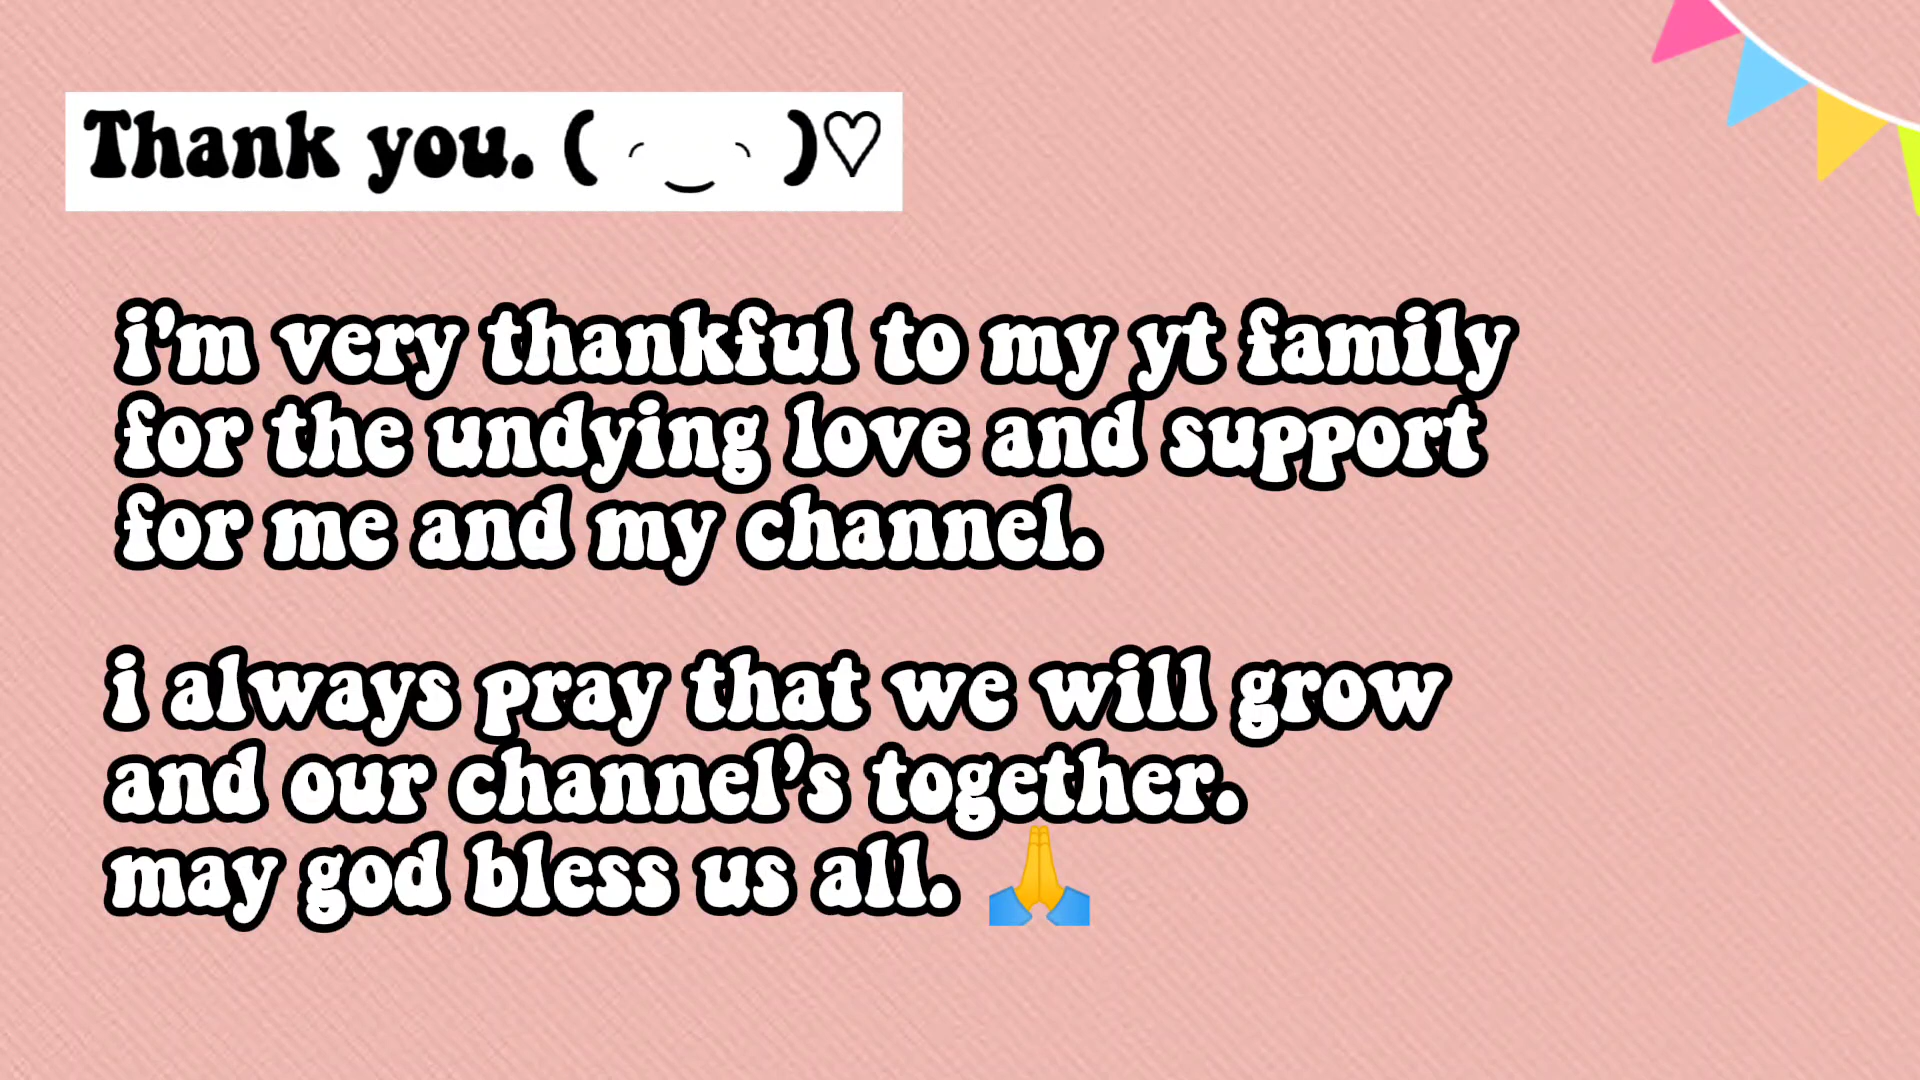 Thank you. ( ◜‿◝ )♡
i'm very thankful to my yt family
for the undying love and support
for me and my channel.
i always pray that we will grow
and our channel's together.
may god bless us all. 🙏